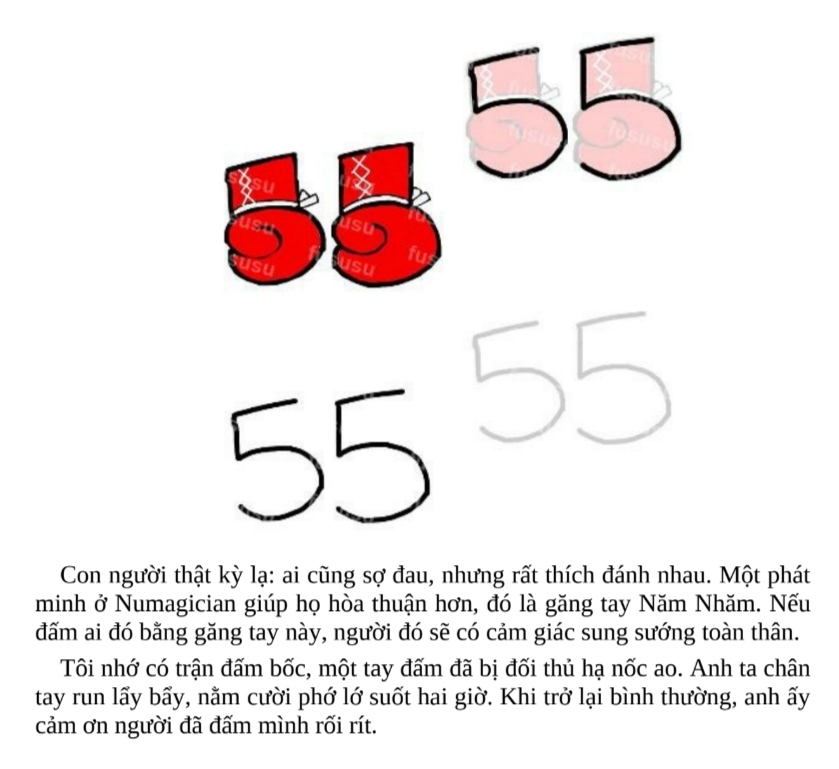 55
55
55
55
Con người thật kỳ lạ: ai cũng sợ đau, nhưng rất thích đánh nhau. Một phát
minh ở Numagician giúp họ hòa thuận hơn, đó là găng tay Năm Nhăm. Nếu
đấm ai đó bằng găng tay này, người đó sẽ có cảm giác sung sướng toàn thân.
Tôi nhớ có trận đấm bốc, một tay đấm đã bị đối thủ hạ nốc ao. Anh ta chân
tay run lẩy bẩy, nằm cười phớ lớ suốt hai giờ. Khi trở lại bình thường, anh ấy
cảm ơn người đã đấm mình rối rít.